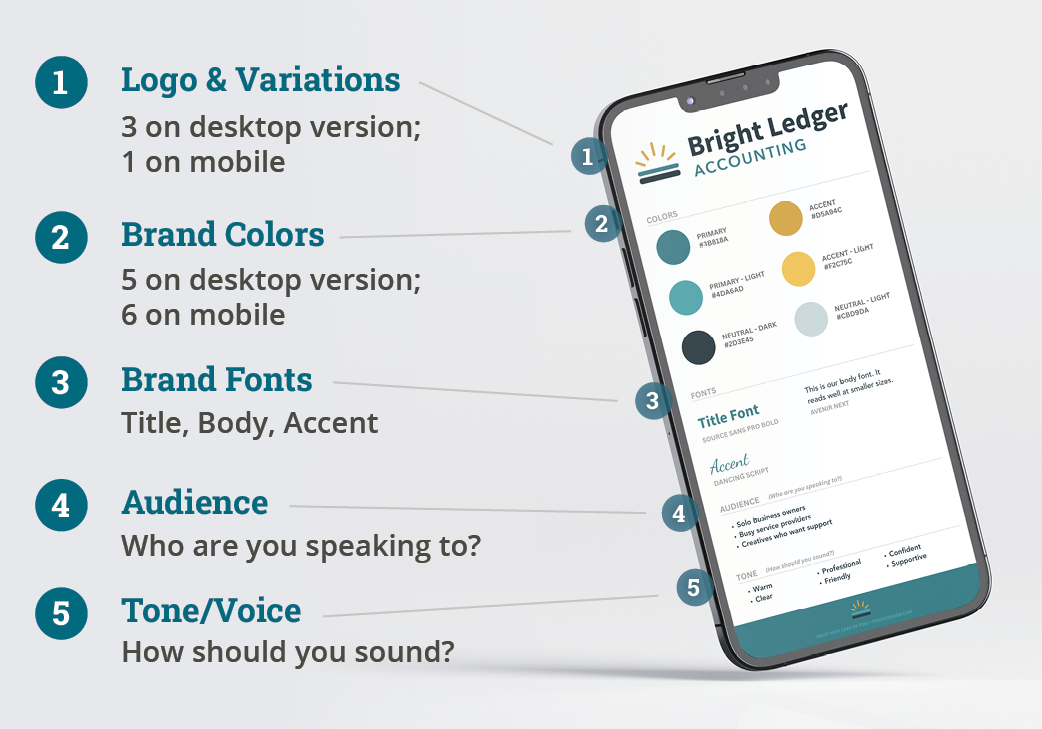 1
Logo & Variations
3 on desktop version;
1 on mobile
2
Brand Colors
5 on desktop version;
6 on mobile
3
Brand Fonts
Title, Body, Accent
4
Audience
Who are you speaking to?
5
Tone/Voice
How should you sound?
1
2
3
4
5
Bright Ledger
ACCOUNTING
COLORS
PRIMARY
#3B818A
ACCENT
#D5A94C
PRIMARY - LIGHT
#4DA6AD
ACCENT - LIGHT
#F2C75C
NEUTRAL - DARK
#2D3E45
NEUTRAL - LIGHT
#CBD9DA
FONTS
Title Font
SOURCE SANS PRO BOLD
This is our body font. It
reads well at smaller sizes.
AVENIR NEXT
Accent
DANCING SCRIPT
AUDIENCE (Who are you speaking to?)
• Solo Business owners
• Busy service providers
• Creatives who want support
TONE (How should you sound?)
• Warm
• Clear
• Professional
• Friendly
• Confident
• Supportive